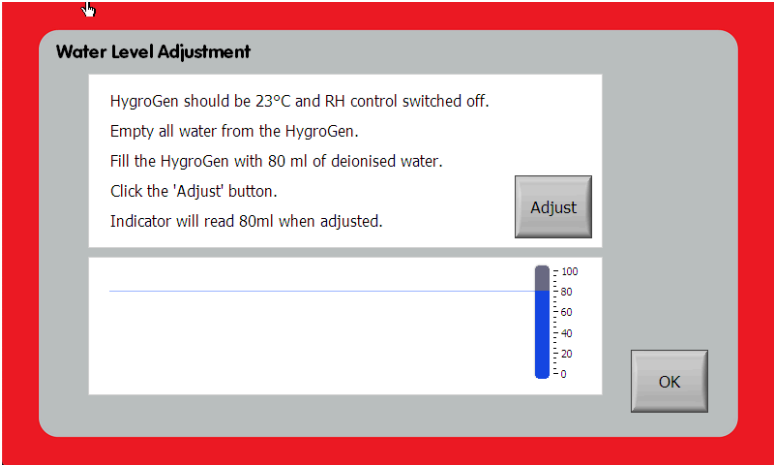 Water Level Adjustment
HygroGen should be 23°C and RH control switched off.
Empty all water from the HygroGen.
Fill the HygroGen with 80 ml of deionised water.
Click the 'Adjust' button.
Indicator will read 80ml when adjusted.
Adjust
100
80
60
40
20
0
OK